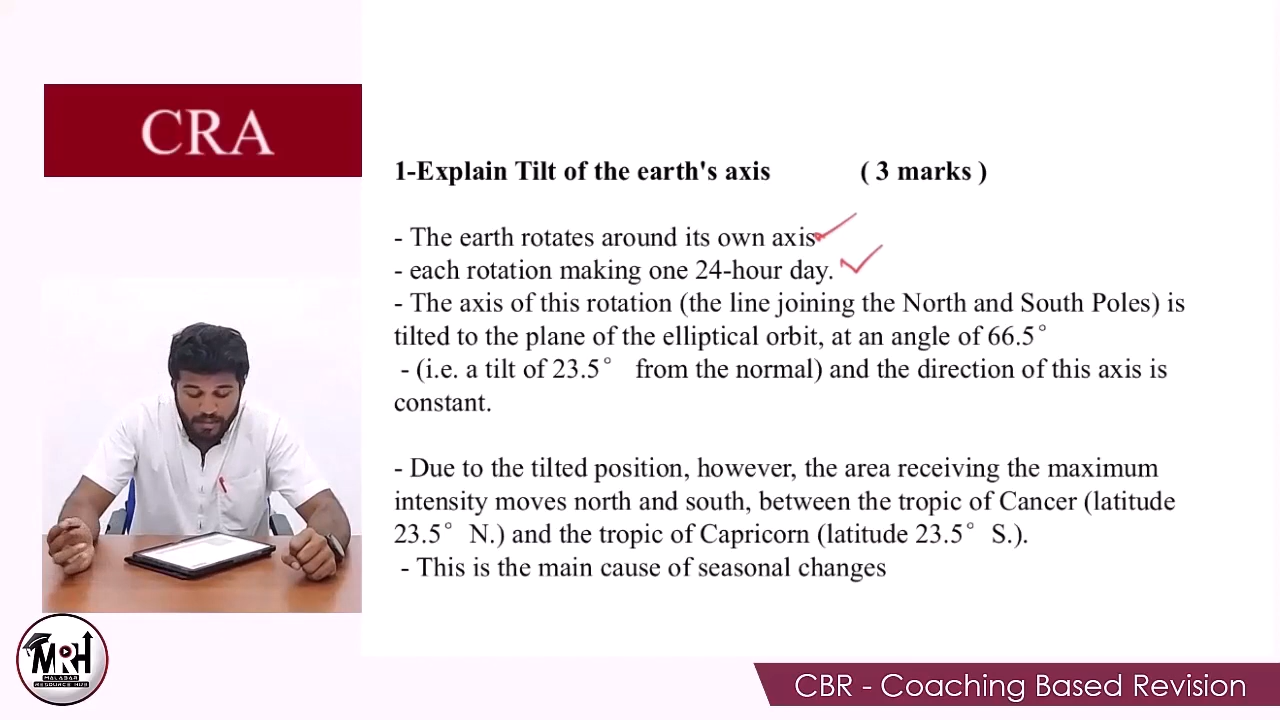 CRA
1-Explain Tilt of the earth's axis ( 3 marks )
- The earth rotates around its own axis
- each rotation making one 24-hour day.
- The axis of this rotation (the line joining the North and South Poles) is
tilted to the plane of the elliptical orbit, at an angle of 66.5°
- (i.e. a tilt of 23.5° from the normal) and the direction of this axis is
constant.
- Due to the tilted position, however, the area receiving the maximum
intensity moves north and south, between the tropic of Cancer (latitude
23.5° N.) and the tropic of Capricorn (latitude 23.5° S.).
- This is the main cause of seasonal changes
MRH
MALABAR
RESOURCE HUB
CBR - Coaching Based Revision